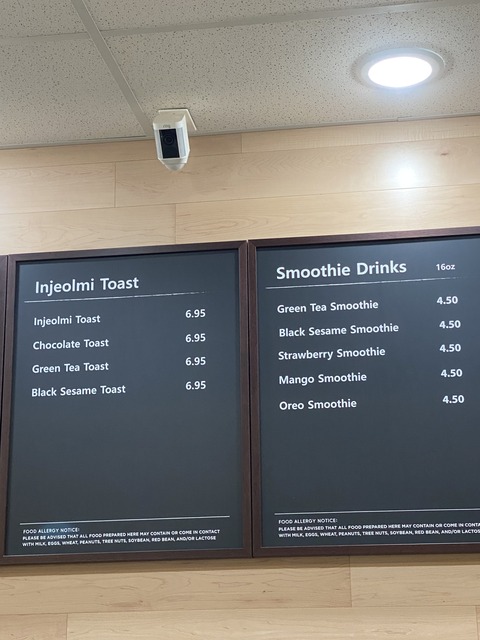 Injeolmi Toast
Injeolmi Toast 6.95
Chocolate Toast 6.95
Green Tea Toast 6.95
Black Sesame Toast 6.95
FOOD ALLERGY NOTICE:
PLEASE BE ADVISED THAT ALL FOOD PREPARED HERE MAY CONTAIN OR COME IN CONTACT
WITH MILK, EGGS, WHEAT, PEANUTS, TREE NUTS, SOYBEAN, RED BEAN, AND/OR LACTOSE
Smoothie Drinks 16oz
Green Tea Smoothie 4.50
Black Sesame Smoothie 4.50
Strawberry Smoothie 4.50
Mango Smoothie 4.50
Oreo Smoothie 4.50
FOOD ALLERGY NOTICE:
PLEASE BE ADVISED THAT ALL FOOD PREPARED HERE MAY CONTAIN OR COME IN
WITH MILK, EGGS, WHEAT, PEANUTS, TREE NUTS, SOYBEAN, RED BEAN, AND/OR LACTOSE